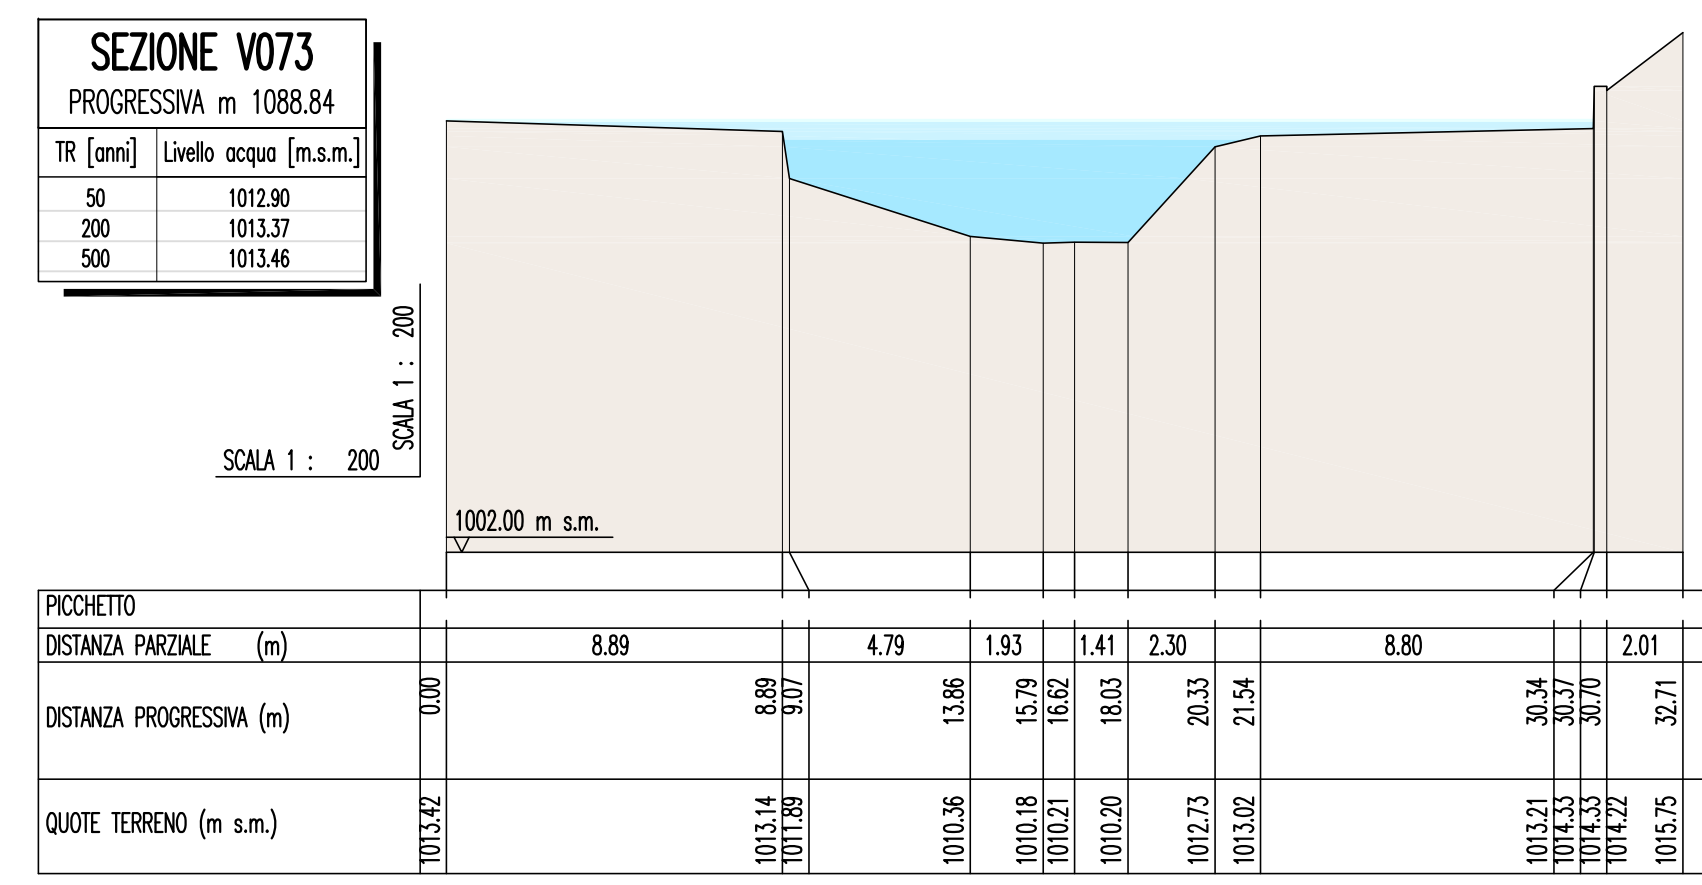 SEZIONE V073
PROGRESSIVA m 1088.84
TR [anni] Livello acqua [m.s.m.]
50 1012.90
200 1013.37
500 1013.46
SCALA 1 : 200
SCALA 1 : 200
1002.00 m s.m.
PICCHETTO
DISTANZA PARZIALE (m) 8.89 4.79 1.93 1.41 2.30 8.80 2.01
DISTANZA PROGRESSIVA (m) 0.00 8.89 9.07 13.86 15.79 16.62 18.03 20.33 21.54 30.34 30.37 30.70 32.71
QUOTE TERRENO (m s.m.) 1013.42 1013.14 1011.89 1010.36 1010.18 1010.21 1010.20 1012.73 1013.02 1013.21 1014.33 1014.33 1014.22 1015.75